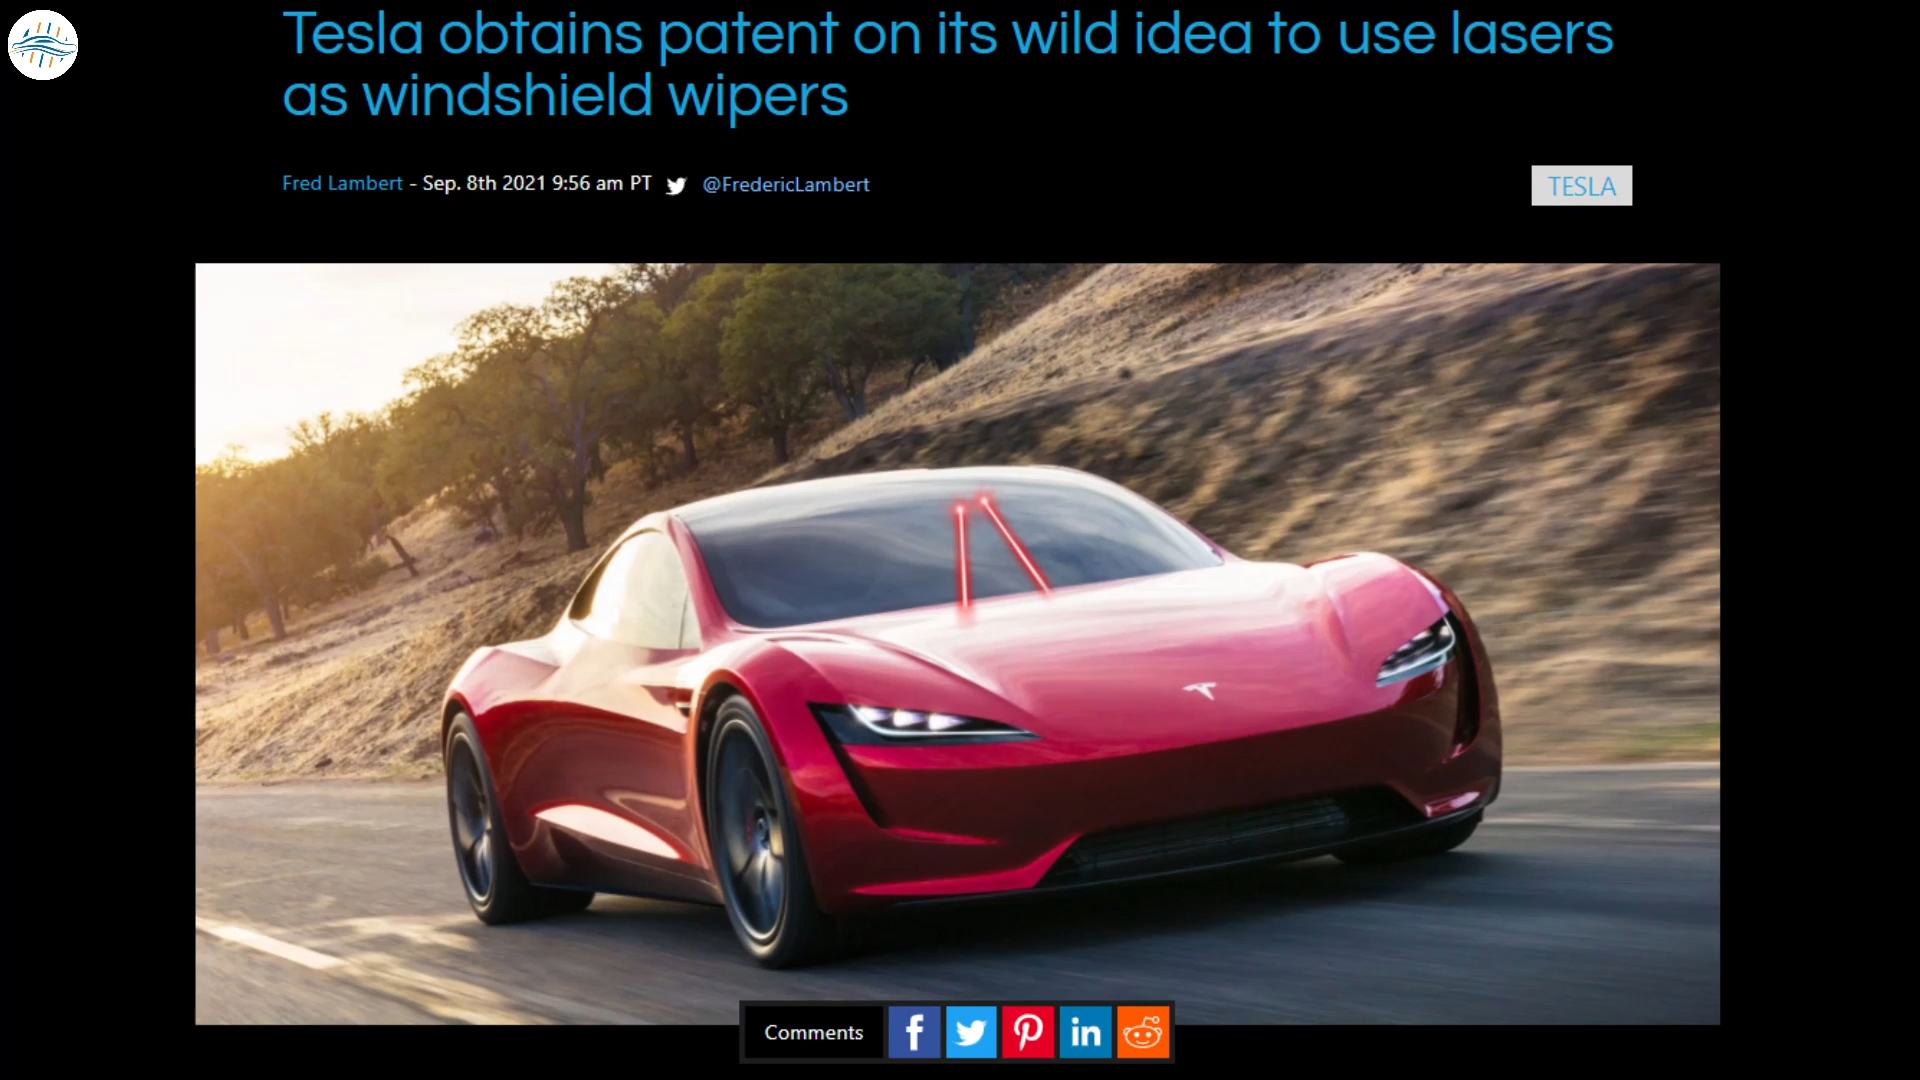 Tesla obtains patent on its wild idea to use lasers
as windshield wipers
Fred Lambert - Sep. 8th 2021 9:56 am PT @FredericLambert
TESLA
Comments